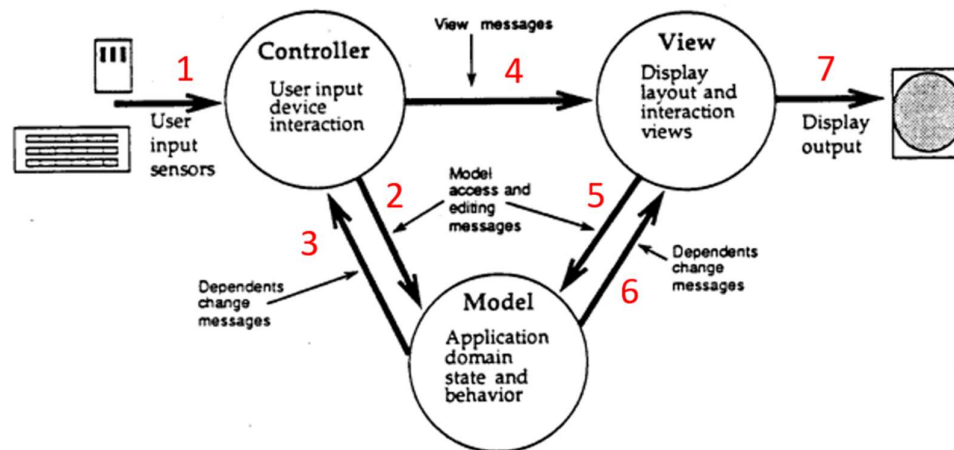 View messages
Controller
User input
device
interaction
View
Display
layout and
interaction
views
1
User
input
sensors
4
7
Display
output
2
Model
access and
editing
messages
5
3
Dependents
change
messages
6
Dependents
change
messages
Model
Application
domain
state and
behavior